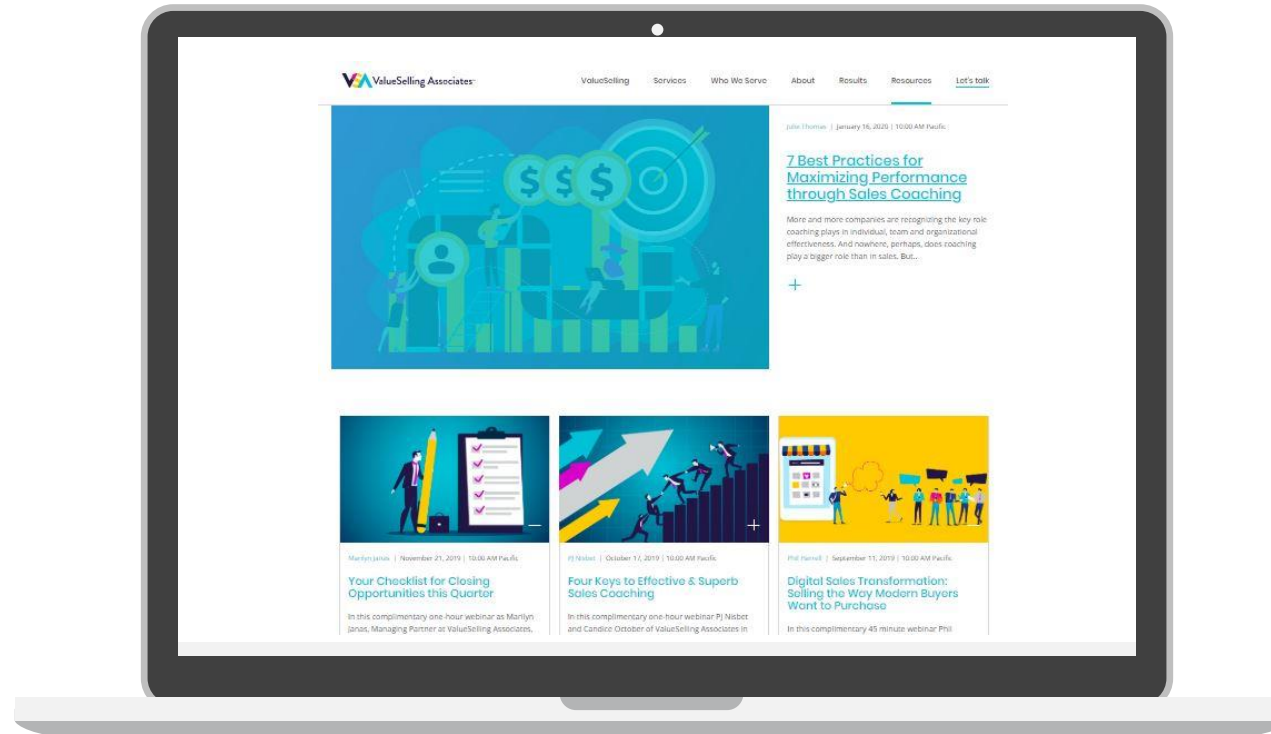 VSA ValueSelling Associates
ValueSelling Services Who We Serve About Results Resources Let's talk
Julie Thomas | January 16, 2020 | 10:00 AM Pacific
7 Best Practices for
Maximizing Performance
through Sales Coaching
More and more companies are recognizing the key role
coaching plays in individual, team and organizational
effectiveness. And nowhere, perhaps, does coaching
play a bigger role than in sales. But...
Marilyn Janas | November 21, 2019 | 10:00 AM Pacific
Your Checklist for Closing
Opportunities this Quarter
In this complimentary one-hour webinar as Marilyn
Janas, Managing Partner at ValueSelling Associates,
PJ Nisbet | October 17, 2019 | 10:00 AM Pacific
Four Keys to Effective & Superb
Sales Coaching
In this complimentary one-hour webinar PJ Nisbet
and Candice October of ValueSelling Associates in
Phil | September 11, 2019 | 10:00 AM Pacific
Digital Sales Transformation:
Selling the Way Modern Buyers
Want to Purchase
In this complimentary 45 minute webinar Phil